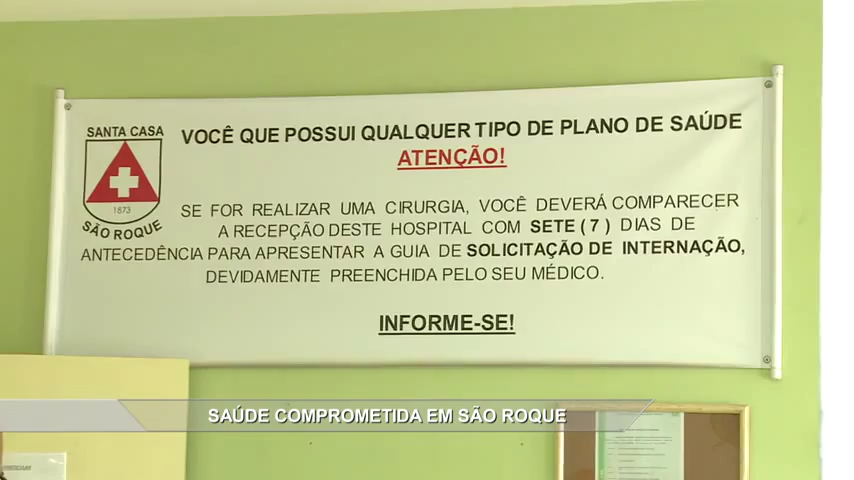 SANTA CASA
1873
SÃO ROQUE
VOCÊ QUE POSSUI QUALQUER TIPO DE PLANO DE SAÚDE
ATENÇÃO!
SE FOR REALIZAR UMA CIRURGIA, VOCÊ DEVERÁ COMPARECER
A RECEPÇÃO DESTE HOSPITAL COM SETE ( 7 ) DIAS DE
ANTECEDÊNCIA PARA APRESENTAR A GUIA DE SOLICITAÇÃO DE INTERNAÇÃO,
DEVIDAMENTE PREENCHIDA PELO SEU MÉDICO.
INFORME-SE!
SAÚDE COMPROMETIDA EM SÃO ROQUE